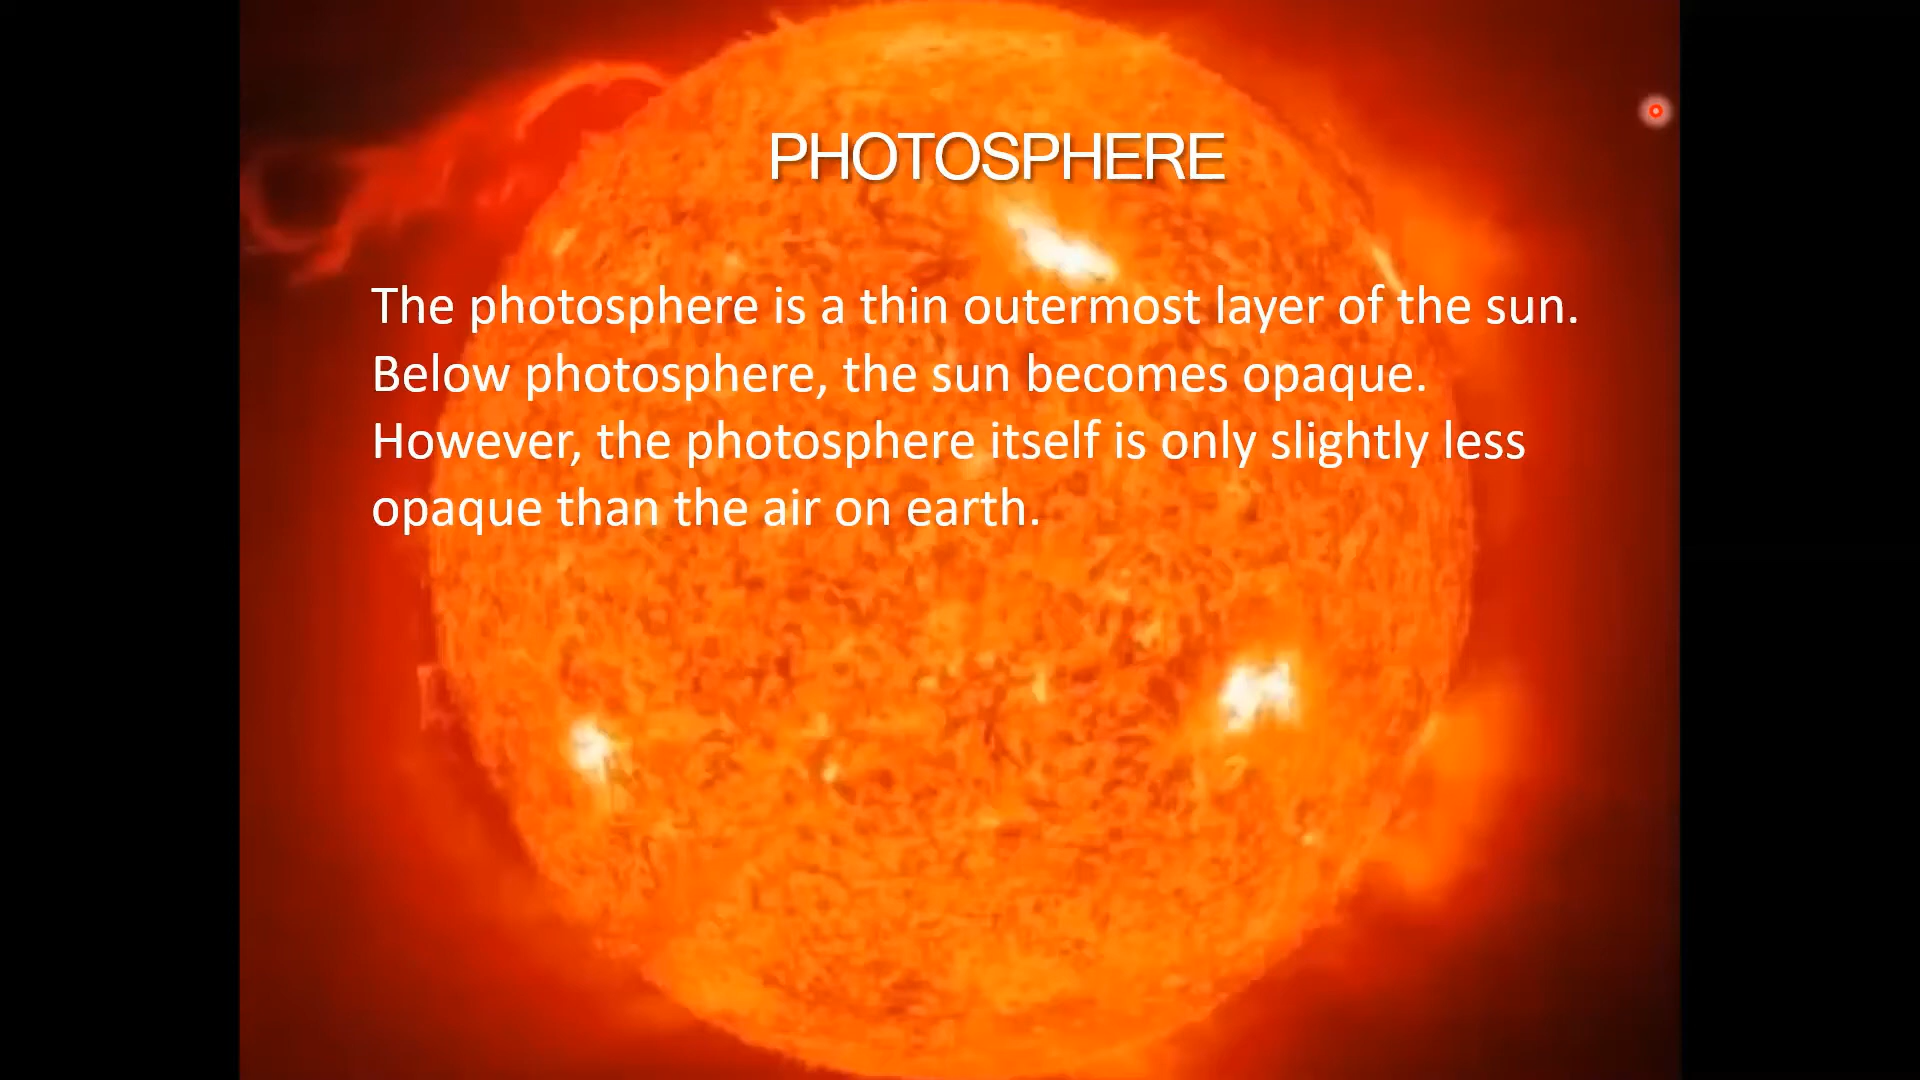 PHOTOSPHERE
The photosphere is a thin outermost layer of the sun.
Below photosphere, the sun becomes opaque.
However, the photosphere itself is only slightly less
opaque than the air on earth.